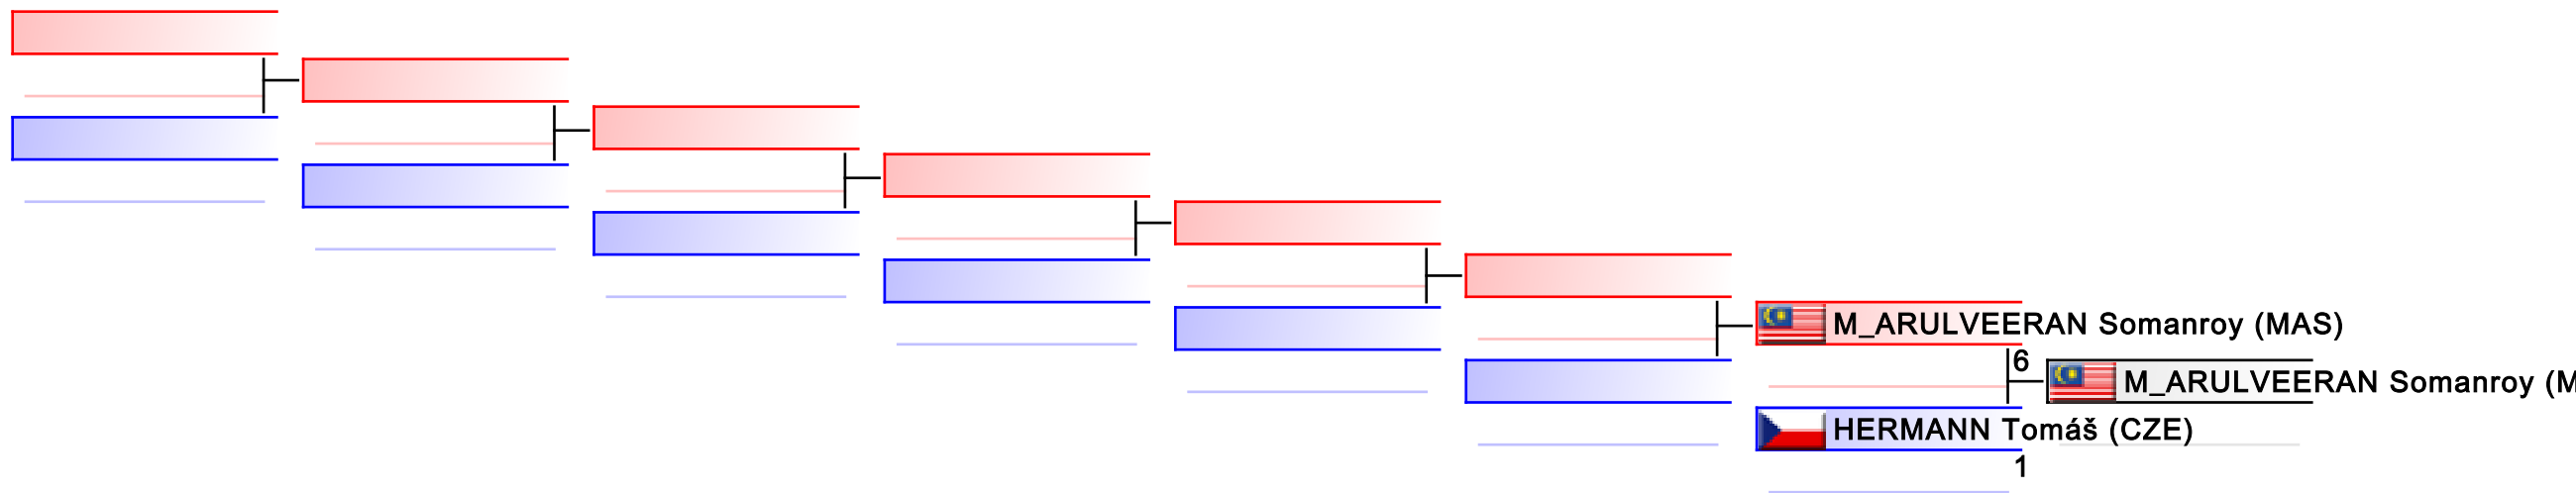 M_ARULVEERAN Somanroy (MAS)
6
M_ARULVEERAN Somanroy (M
HERMANN Tomáš (CZE)
1